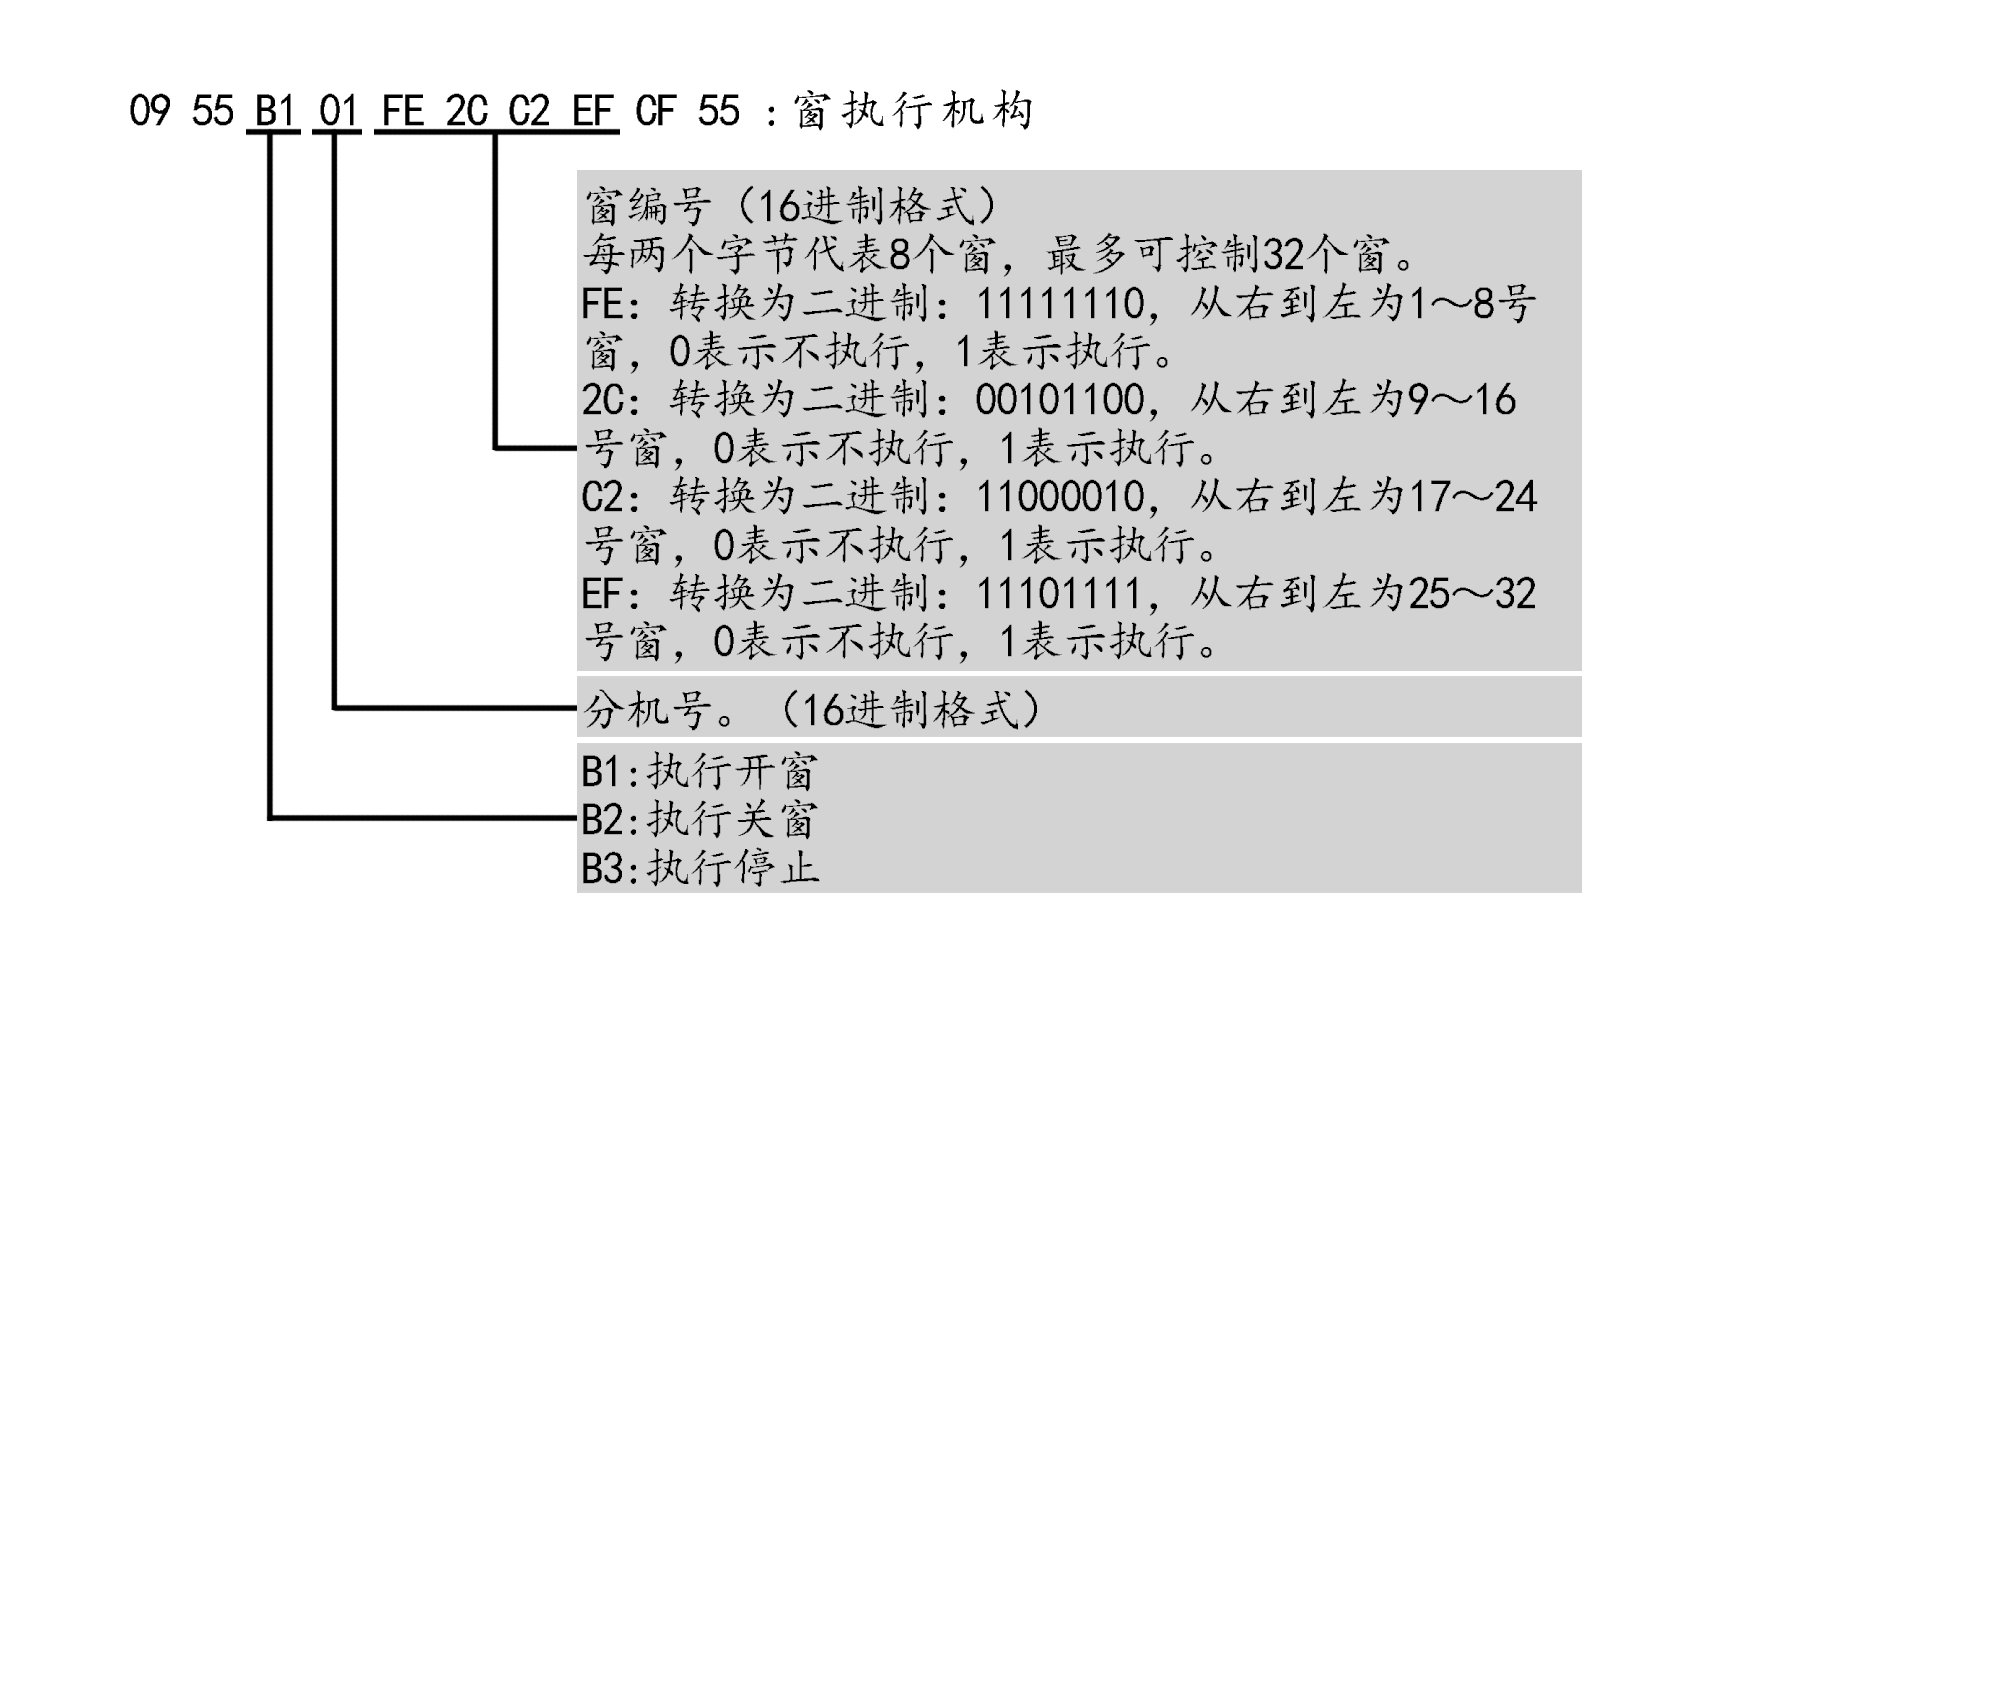 09 55 B1 01 FE 2C C2 EF CF 55 :窗执行机构
窗编号（16进制格式）
每两个字节代表8个窗，最多可控制32个窗。
FE：转换为二进制：11111110，从右到左为1～8号
窗，0表示不执行，1表示执行。
2C：转换为二进制：00101100，从右到左为9～16
号窗，0表示不执行，1表示执行。
C2：转换为二进制：11000010，从右到左为17～24
号窗，0表示不执行，1表示执行。
EF：转换为二进制：11101111，从右到左为25～32
号窗，0表示不执行，1表示执行。
分机号。（16进制格式）
B1:执行开窗
B2:执行关窗
B3:执行停止